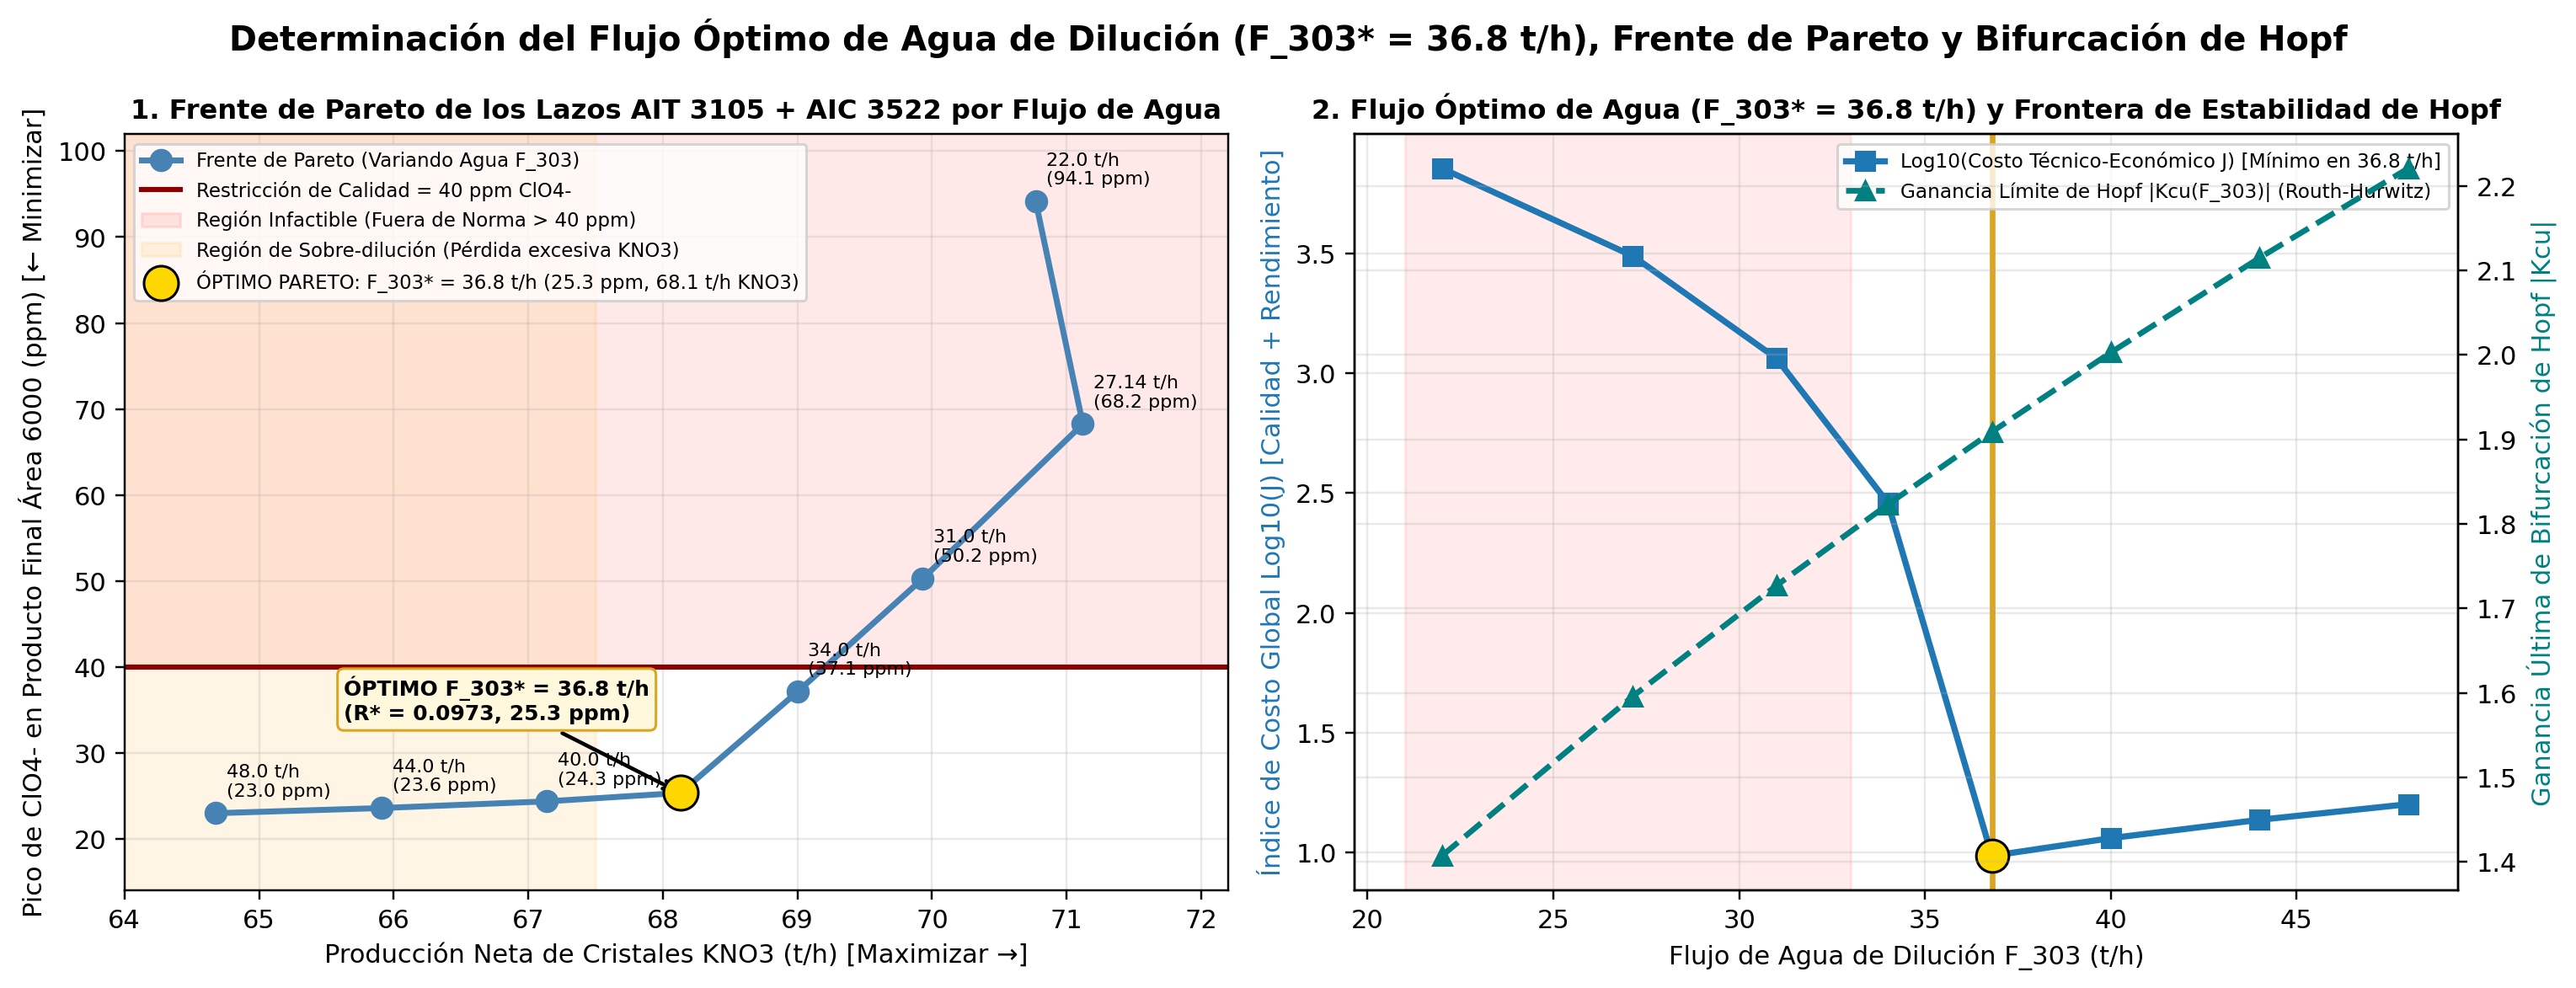 Determinación del Flujo Óptimo de Agua de Dilución (F_303* = 36.8 t/h), Frente de Pareto y Bifurcación de Hopf
1. Frente de Pareto de los Lazos AIT 3105 + AIC 3522 por Flujo de Agua
Pico de ClO4- en Producto Final Área 6000 (ppm) [← Minimizar]
100
90
80
70
60
50
40
30
20
Frente de Pareto (Variando Agua F_303)
Restricción de Calidad = 40 ppm ClO4-
Región Infactible (Fuera de Norma > 40 ppm)
Región de Sobre-dilución (Pérdida excesiva KNO3)
ÓPTIMO PARETO: F_303* = 36.8 t/h (25.3 ppm, 68.1 t/h KNO3)
22.0 t/h
(94.1 ppm)
27.14 t/h
(68.2 ppm)
31.0 t/h
(50.2 ppm)
34.0 t/h
(37.1 ppm)
ÓPTIMO F_303* = 36.8 t/h
(R* = 0.0973, 25.3 ppm)
40.0 t/h
(24.3 ppm)
44.0 t/h
(23.6 ppm)
48.0 t/h
(23.0 ppm)
64 65 66 67 68 69 70 71 72
Producción Neta de Cristales KNO3 (t/h) [Maximizar →]
2. Flujo Óptimo de Agua (F_303* = 36.8 t/h) y Frontera de Estabilidad de Hopf
Índice de Costo Global Log10(J) [Calidad + Rendimiento]
3.5
3.0
2.5
2.0
1.5
1.0
Log10(Costo Técnico-Económico J) [Mínimo en 36.8 t/h]
Ganancia Límite de Hopf |Kcu(F_303)| (Routh-Hurwitz)
2.2
2.1
2.0
1.9
1.8
1.7
1.6
1.5
1.4
Ganancia Última de Bifurcación de Hopf |Kcu|
20 25 30 35 40 45
Flujo de Agua de Dilución F_303 (t/h)